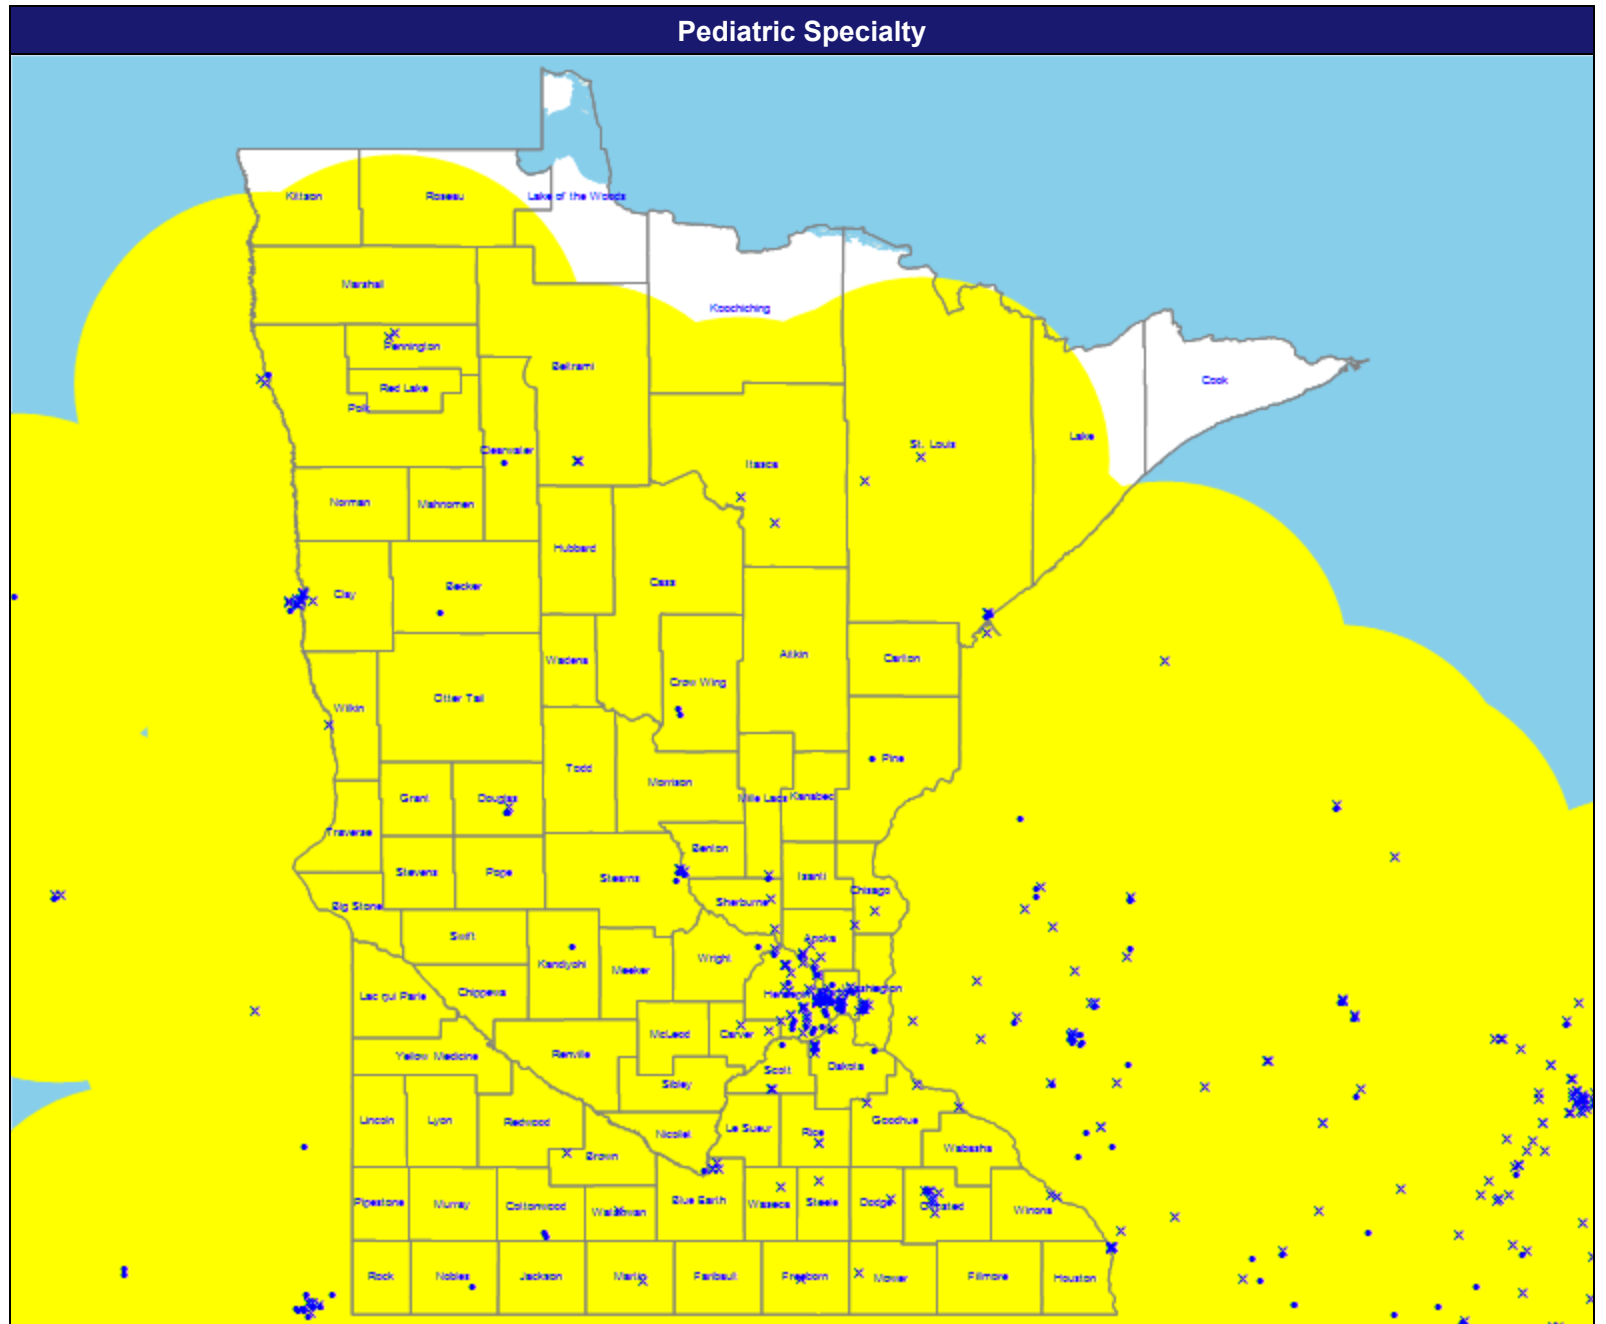 Pediatric Specialty
Kittson
Roseau
Lake of the Woods
Marshall
Koochiching
Pennington
Beltrami
Cook
Red Lake
Polk
Lake
St. Louis
Clearwater
Itasca
Norman
Mahnomen
Hubbard
Cass
Clay
Becker
Aitkin
Carlton
Wadena
Crow Wing
Otter Tail
Wilkin
Pine
Todd
Morrison
Grant
Douglas
Mille Lacs
Kanabec
Traverse
Benton
Stevens
Pope
Stearns
Isanti
Chisago
Big Stone
Sherburne
Swift
Anoka
Kandiyohi
Meeker
Wright
Lac qui Parle
Chippewa
McLeod
Carver
Yellow Medicine
Renville
Scott
Dakota
Sibley
Lincoln
Lyon
Redwood
Nicollet
Le Sueur
Rice
Goodhue
Brown
Wabasha
Pipestone
Murray
Cottonwood
Blue Earth
Waseca
Steele
Dodge
Winona
Rock
Nobles
Jackson
Martin
Faribault
Freeborn
Mower
Fillmore
Houston